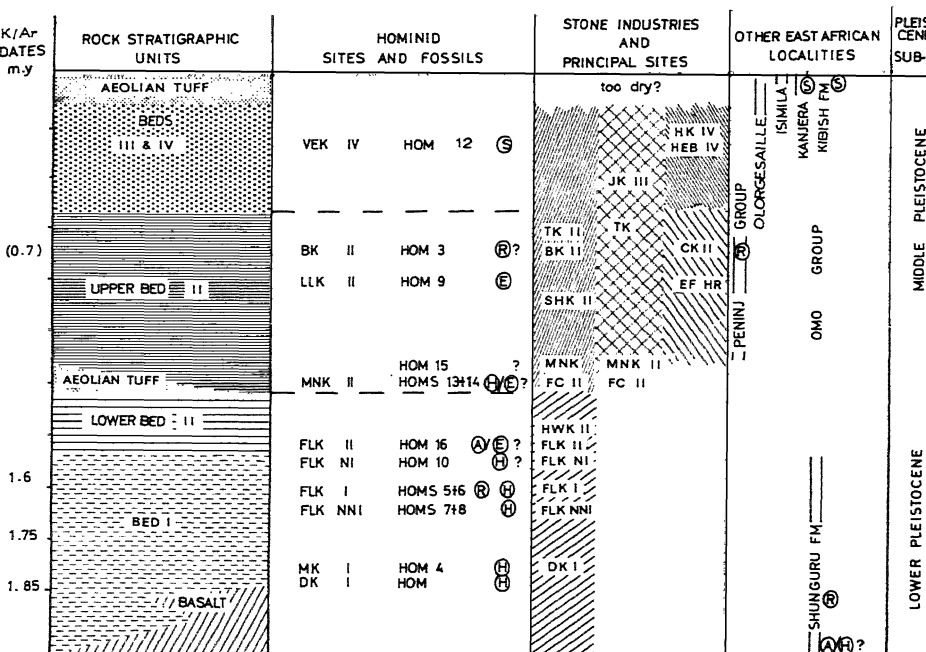 K/Ar
DATES
m.y
ROCK STRATIGRAPHIC
UNITS
HOMINID
SITES AND FOSSILS
STONE INDUSTRIES
AND
PRINCIPAL SITES
OTHER EAST AFRICAN
LOCALITIES
PLEIS
CENE
SUB-
AEOLIAN TUFF
BEDS
III & IV
(0.7)
UPPER BED II
AEOLIAN TUFF
LOWER BED II
1.6
BED I
1.75
1.85
BASALT
VEK IV HOM 12 S
BK II HOM 3 R ?
LLK II HOM 9 E
HOM 15 ?
MNK II HOMS 13+14 H/E ?
FLK II HOM 16 A/E ?
FLK NI HOM 10 H ?
FLK I HOMS 5+6 R H
FLK NNI HOMS 7+8 H
MK I HOM 4 H
DK I HOM H
too dry?
HK IV
HEB IV
JK III
TK II TK
BK II CK II
EF HR
SHK II
MNK MNK II
FC II FC II
HWK II
FLK II
FLK NI
FLK I
FLK NNI
DK I
PENINJ GROUP
R
OLORGESAILLE
ISIMILA
KANJERA S
KIBISH FM S
OMO GROUP
SHUNGURU FM
R
A/H ?
MIDDLE PLEISTOCENE
LOWER PLEISTOCENE